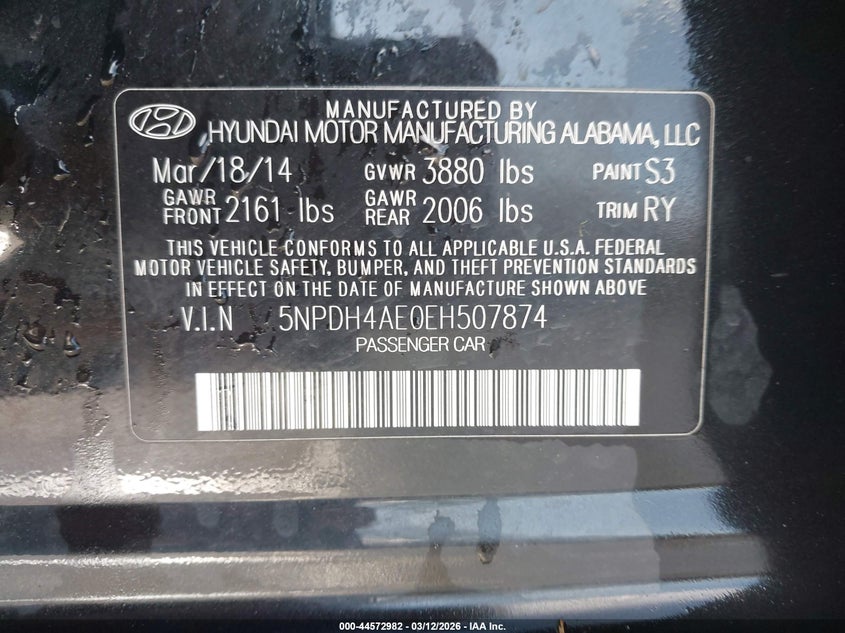 MANUFACTURED BY
HYUNDAI MOTOR MANUFACTURING ALABAMA, LLC
Mar/18/14 GVWR 3880 lbs PAINT S3
GAWR FRONT 2161 lbs GAWR REAR 2006 lbs TRIM RY
THIS VEHICLE CONFORMS TO ALL APPLICABLE U.S.A. FEDERAL
MOTOR VEHICLE SAFETY, BUMPER, AND THEFT PREVENTION STANDARDS
IN EFFECT ON THE DATE OF MANUFACTURE SHOWN ABOVE.
V.I.N 5NPDH4AE0EH507874
PASSENGER CAR
000-44572982 - 03/12/2026 - IAA Inc.